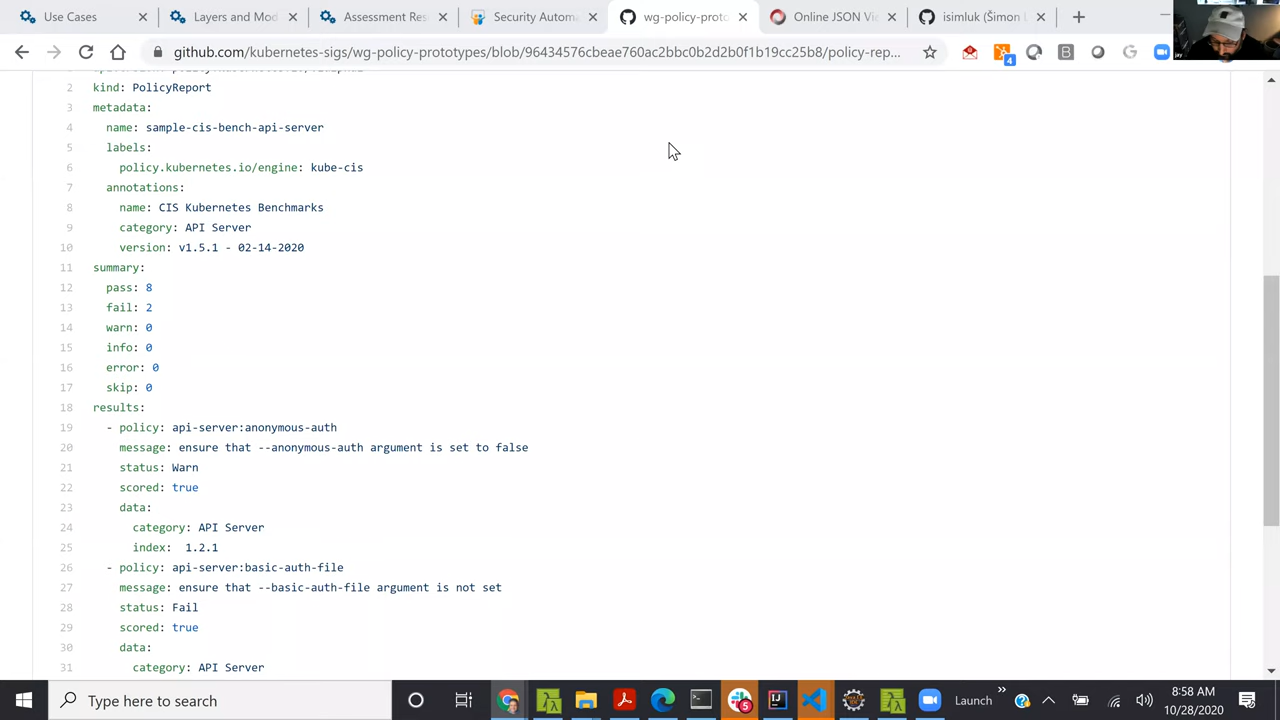 Use Cases
Layers and Mod
Assessment Res
Security Autom
wg-policy-proto
Online JSON V
github.com/kubernetes-sigs/wg-policy-prototypes/blob/96434576cbeae760ac2bbc0b2d2b0f1b19cc25b8/policy-rep...
0
4
B
G
jay
2 kind: PolicyReport
3 metadata:
4 name: sample-cis-bench-api-server
5 labels:
6 policy.kubernetes.io/engine: kube-cis
7 annotations:
8 name: CIS Kubernetes Benchmarks
9 category: API Server
10 version: v1.5.1 - 02-14-2020
11 summary:
12 pass: 8
13 fail: 2
14 warn: 0
15 info: 0
16 error: 0
17 skip: 0
18 results:
19 - policy: api-server:anonymous-auth
20 message: ensure that --anonymous-auth argument is set to false
21 status: Warn
22 scored: true
23 data:
24 category: API Server
25 index: 1.2.1
26 - policy: api-server:basic-auth-file
27 message: ensure that --basic-auth-file argument is not set
28 status: Fail
29 scored: true
30 data:
31 category: API Server
Type here to search
5
Launch
8:58 AM
10/28/2020